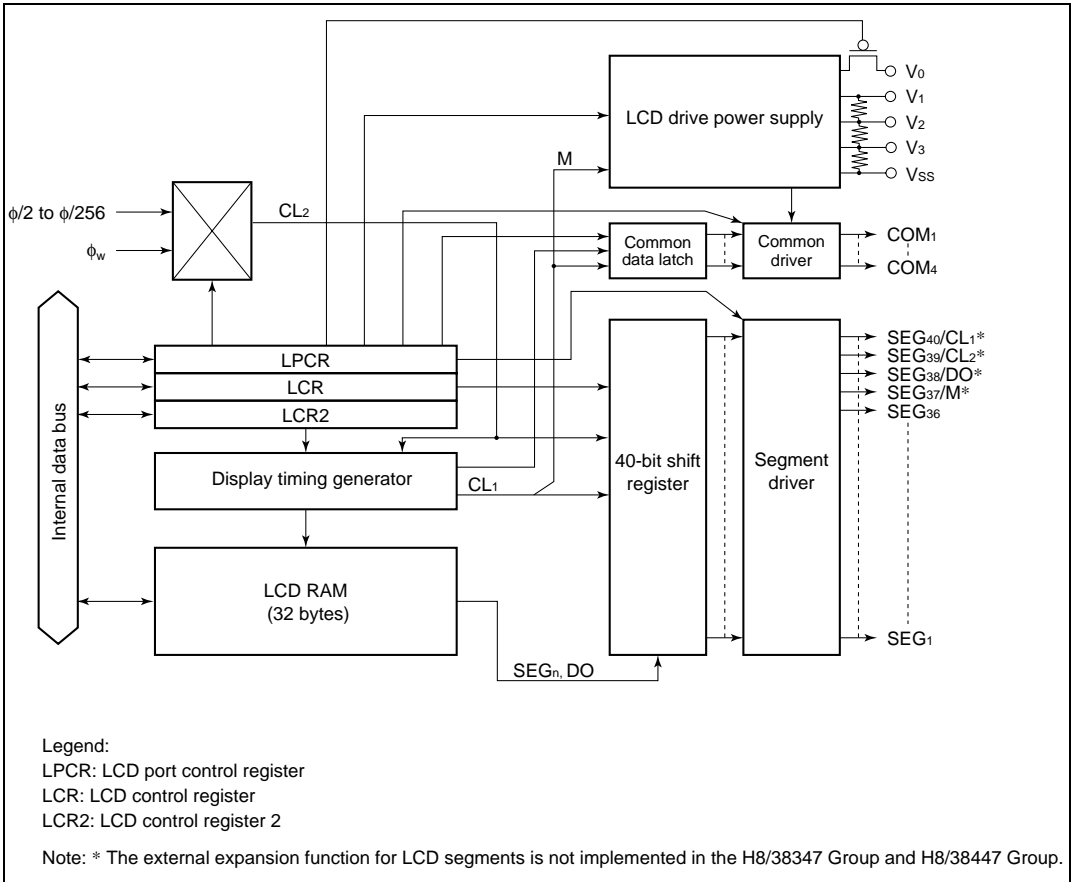 V0
V1
LCD drive power supply
V2
V3
M
VSS
ϕ/2 to ϕ/256
CL2
ϕw
Common data latch
Common driver
COM1
COM4
Internal data bus
LPCR
LCR
LCR2
Display timing generator
CL1
40-bit shift register
Segment driver
SEG40/CL1*
SEG39/CL2*
SEG38/DO*
SEG37/M*
SEG36
LCD RAM
(32 bytes)
SEG1
SEGn, DO
Legend:
LPCR: LCD port control register
LCR: LCD control register
LCR2: LCD control register 2
Note: * The external expansion function for LCD segments is not implemented in the H8/38347 Group and H8/38447 Group.